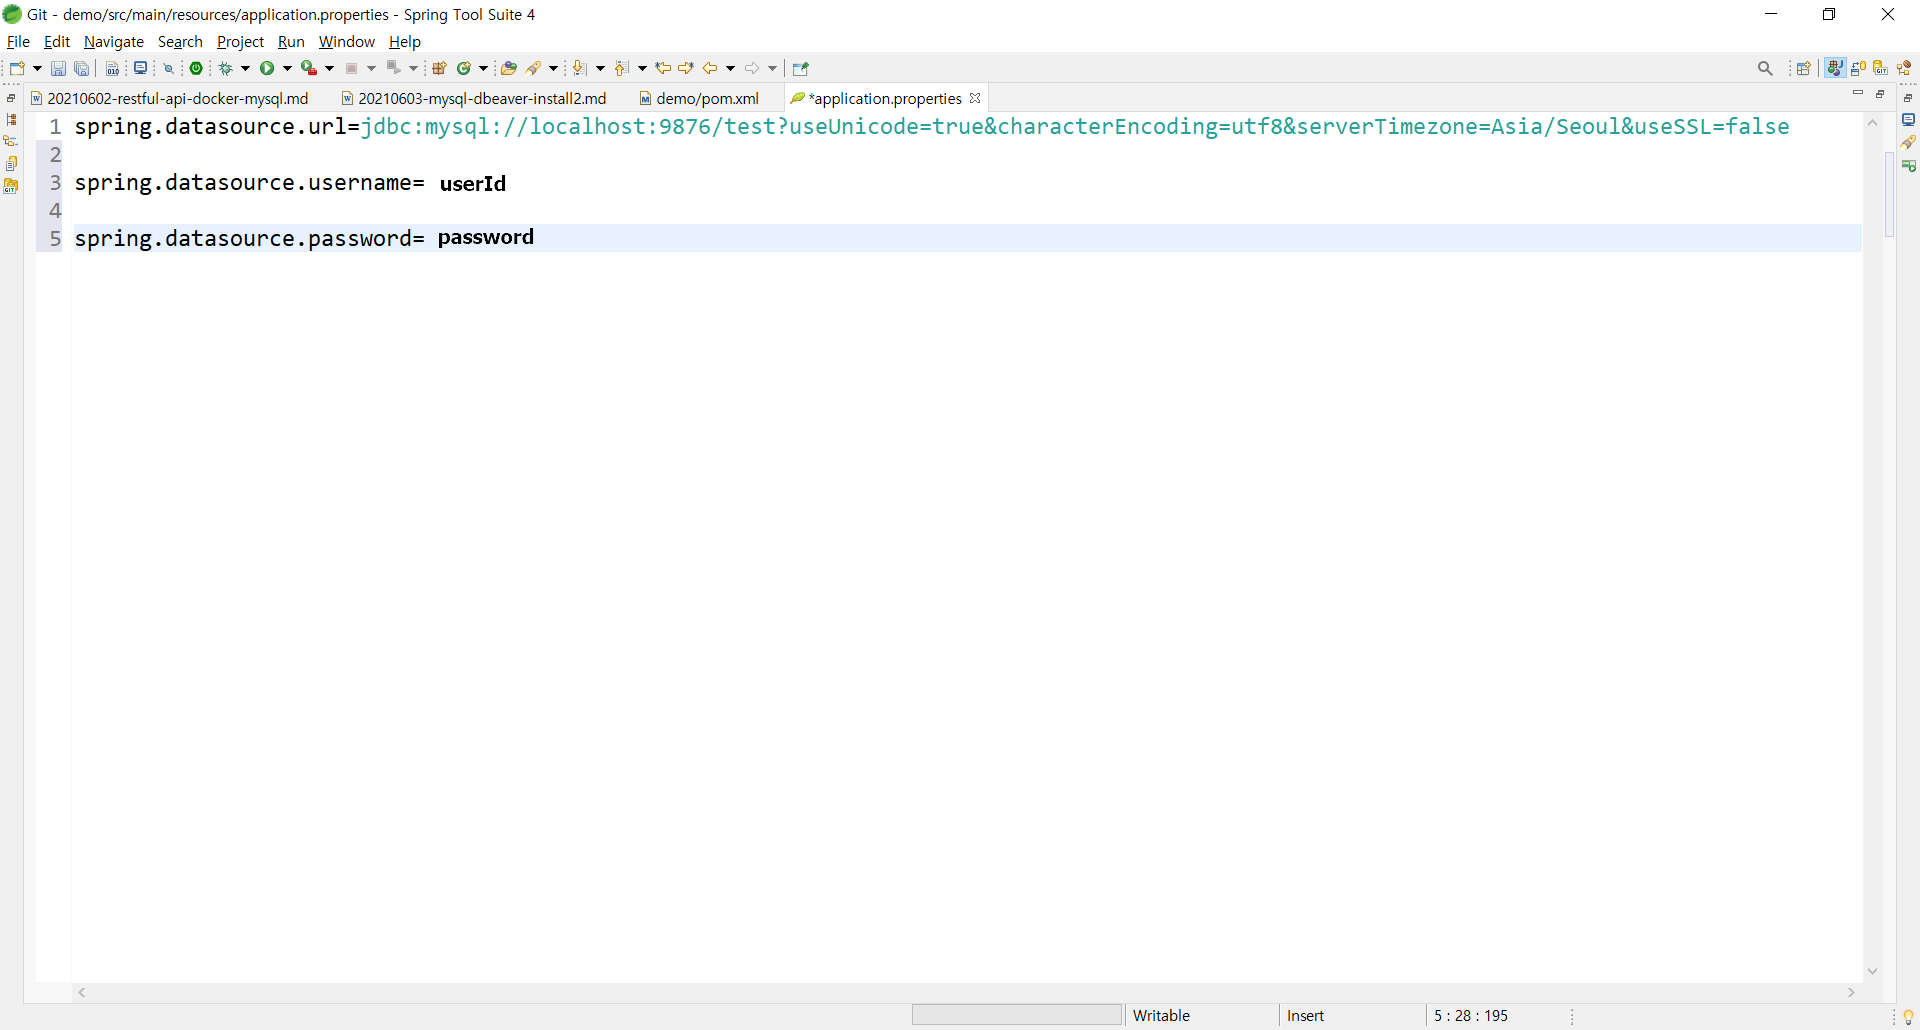 Git - demo/src/main/resources/application.properties - Spring Tool Suite 4
File Edit Navigate Search Project Run Window Help
20210602-restful-api-docker-mysql.md 20210603-mysql-dbeaver-install2.md demo/pom.xml *application.properties
1 spring.datasource.url=jdbc:mysql://localhost:9876/test?useUnicode=true&characterEncoding=utf8&serverTimezone=Asia/Seoul&useSSL=false
2
3 spring.datasource.username= userId
4
5 spring.datasource.password= password
Writable Insert 5 : 28 : 195